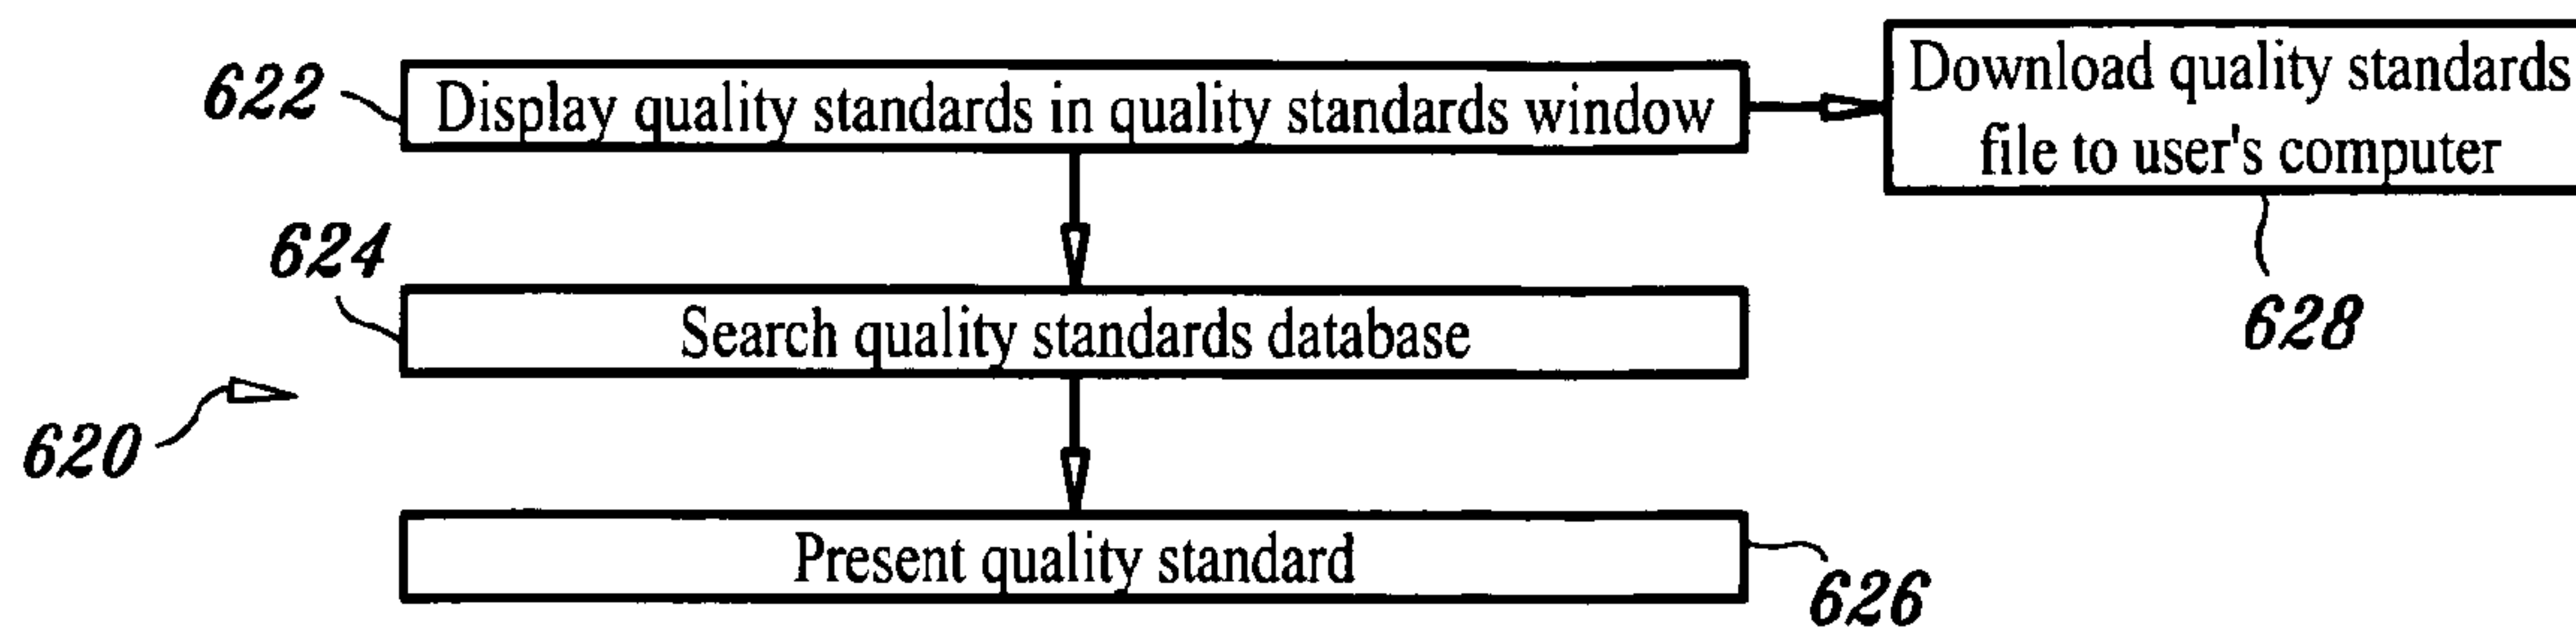 622
Display quality standards in quality standards window
Download quality standards
file to user's computer
624
Search quality standards database
628
620
Present quality standard
626